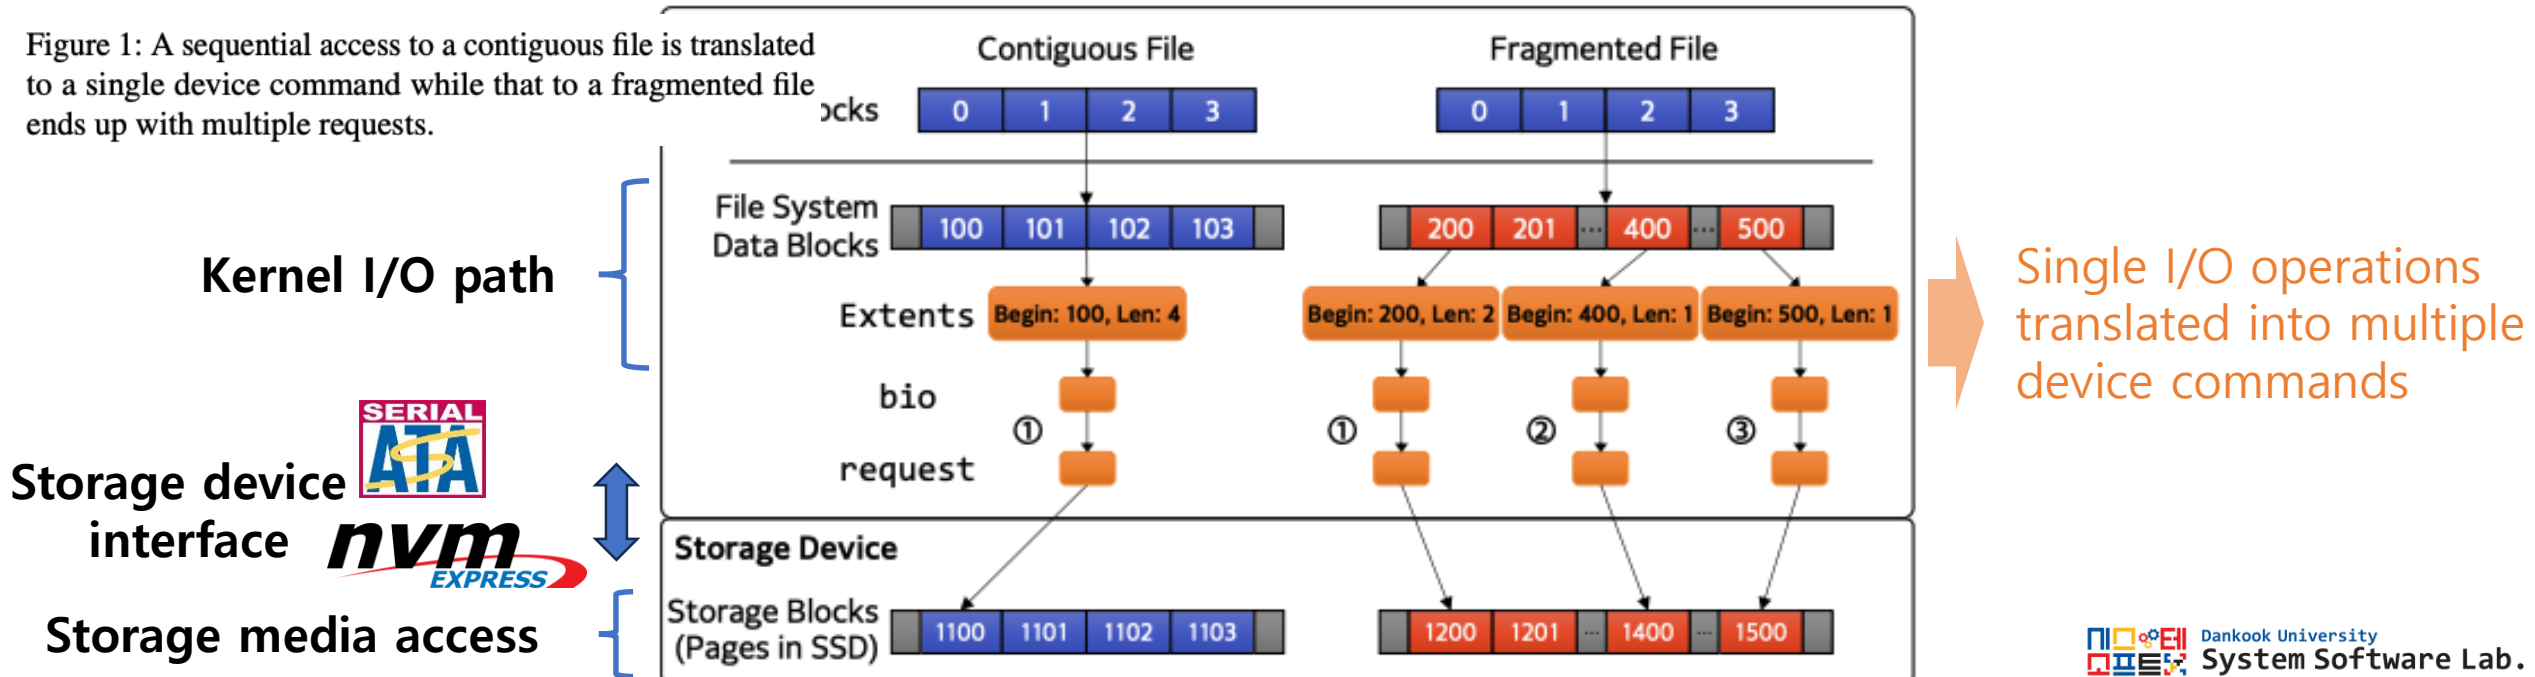 Figure 1: A sequential access to a contiguous file is translated
to a single device command while that to a fragmented file
ends up with multiple requests.
Contiguous File
Fragmented File
ocks
0 1 2 3
0 1 2 3
Kernel I/O path
File System
Data Blocks
100 101 102 103
200 201 ... 400 ... 500
Extents
Begin: 100, Len: 4
Begin: 200, Len: 2
Begin: 400, Len: 1
Begin: 500, Len: 1
bio
① ① ② ③
request
Single I/O operations
translated into multiple
device commands
Storage device
interface
SERIAL
ATA
nvm
EXPRESS
Storage Device
Storage media access
Storage Blocks
(Pages in SSD)
1100 1101 1102 1103
1200 1201 ... 1400 ... 1500
Dankook University
System Software Lab.